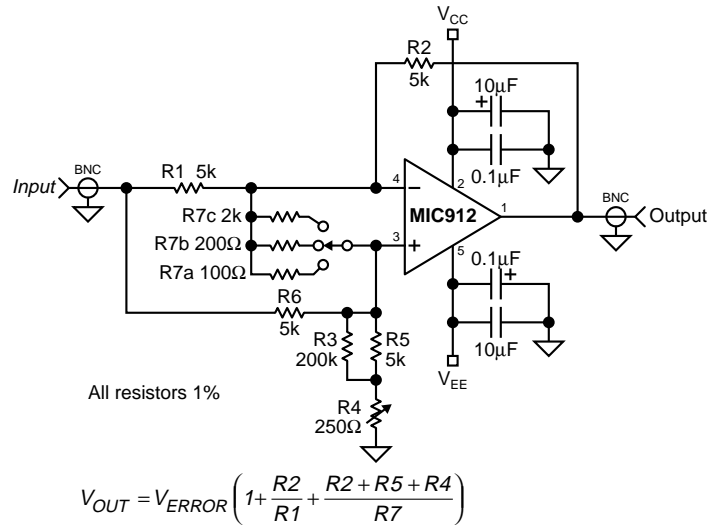 V_CC
R2
5k
10µF
+
0.1µF
BNC
R1 5k
Input
4
−
2
MIC912
1
BNC
Output
R7c 2k
R7b 200Ω
R7a 100Ω
3
+
5
0.1µF
+
10µF
R6
5k
R3
200k
R5
5k
V_EE
All resistors 1%
R4
250Ω
V_OUT = V_ERROR (1 + R2/R1 + (R2 + R5 + R4)/R7)